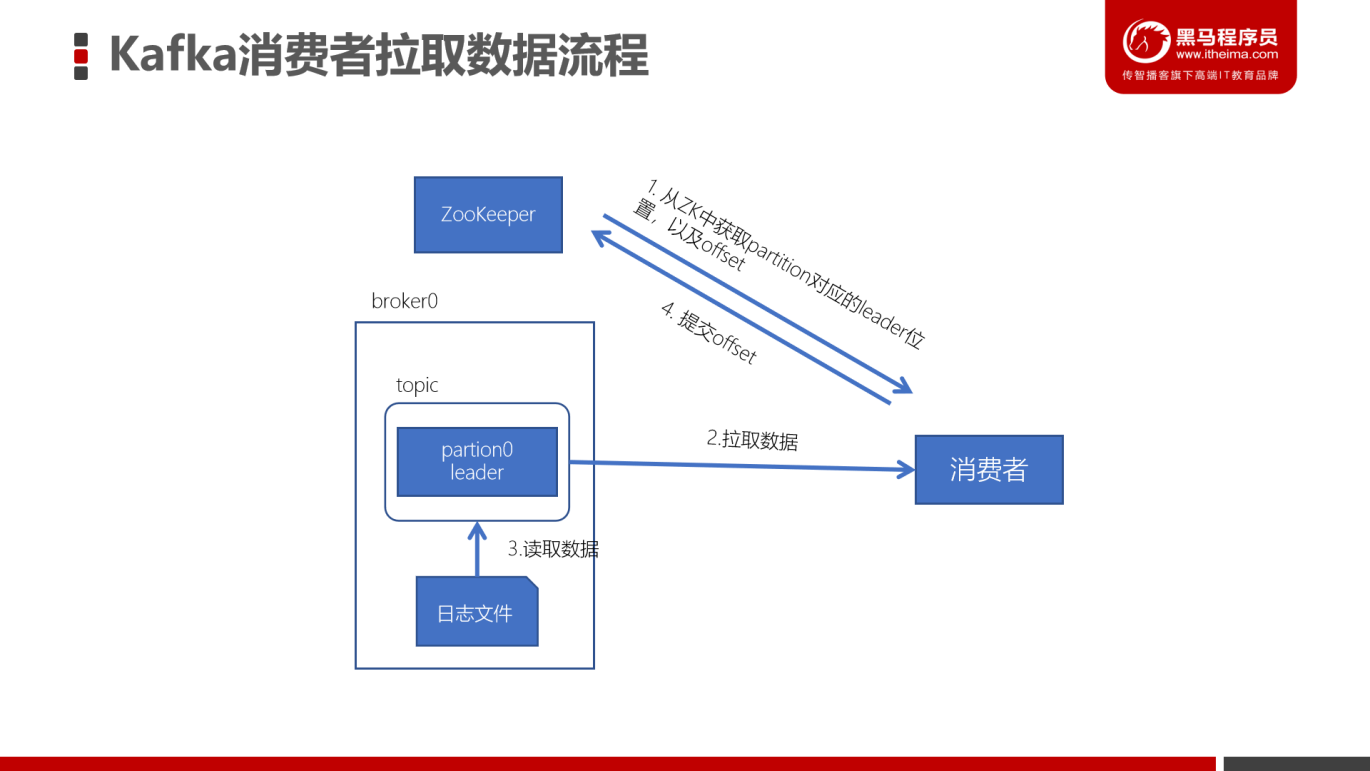 Kafka消费者拉取数据流程
黑马程序员
www.itheima.com
传智播客旗下高端IT教育品牌
ZooKeeper
1. 从ZK中获取partition对应的leader位
置，以及offset
4. 提交offset
broker0
topic
partion0
leader
2.拉取数据
消费者
3.读取数据
日志文件